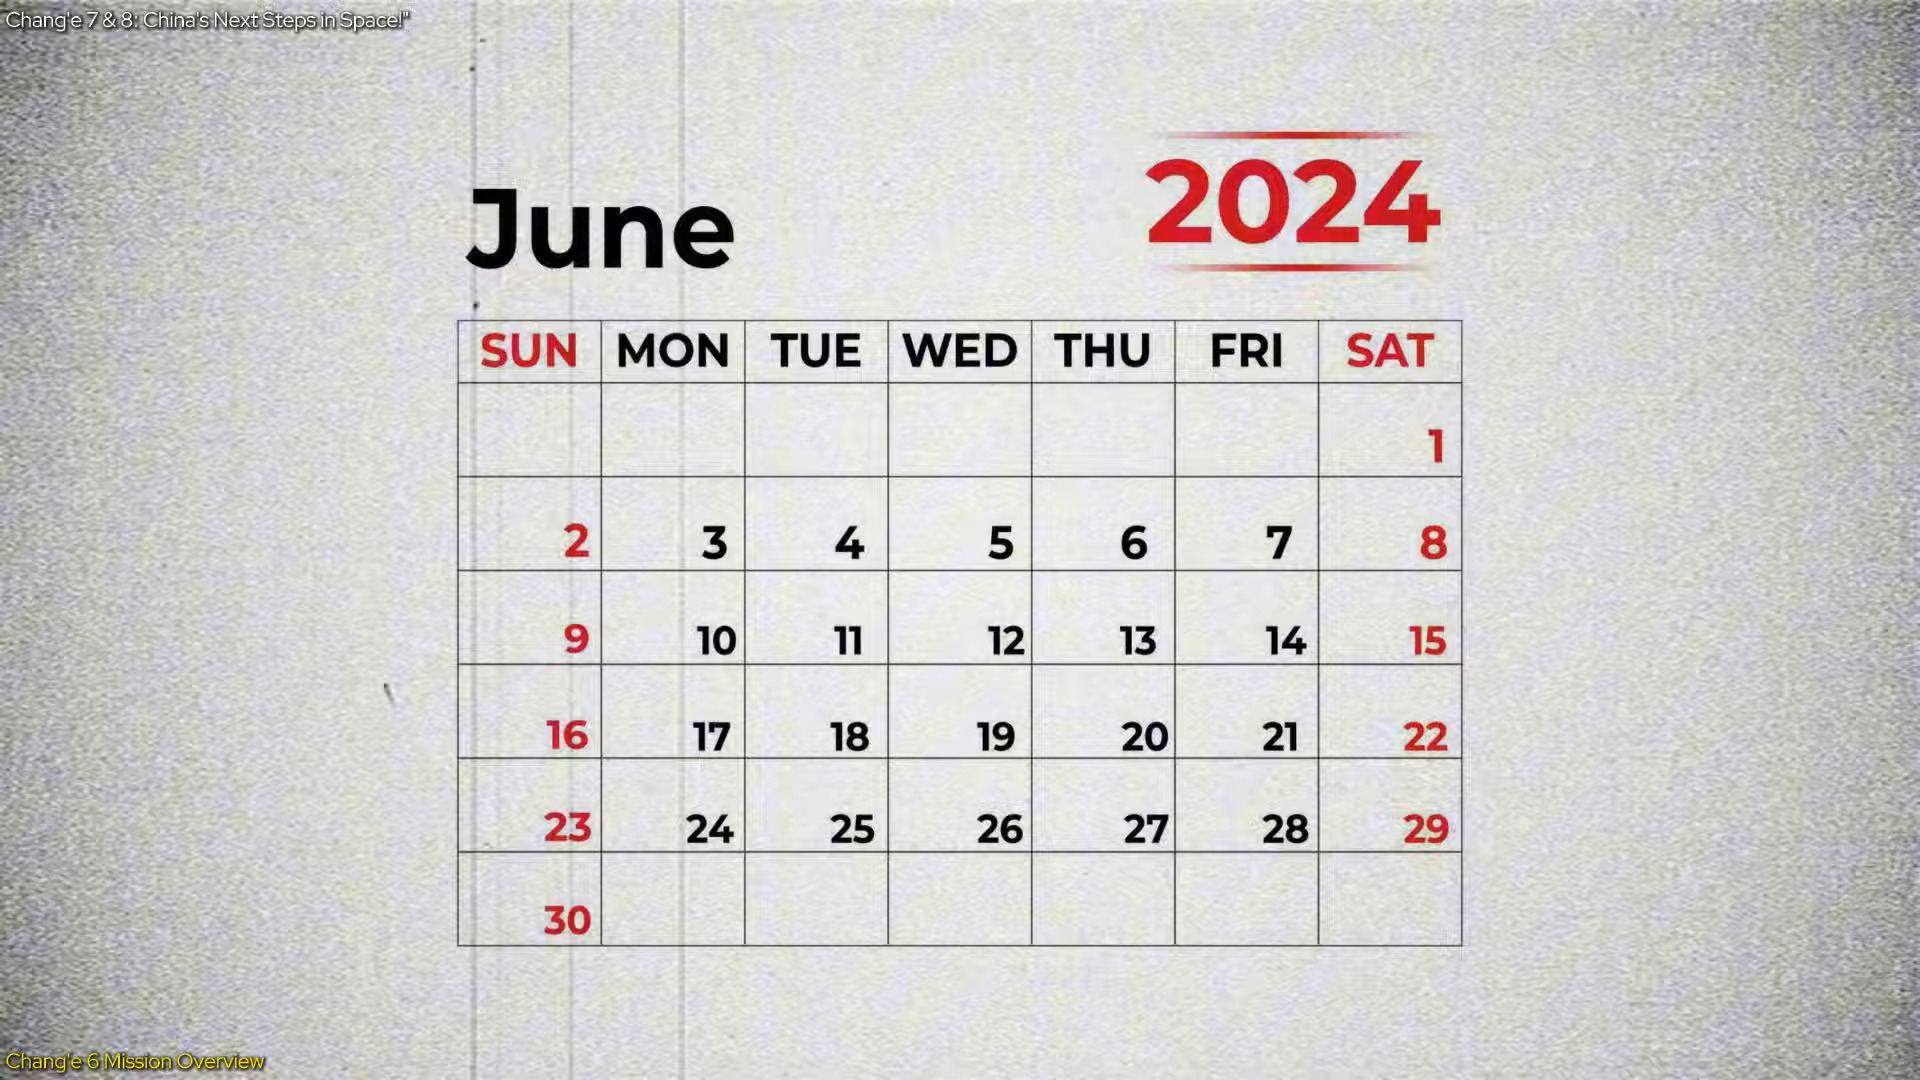 Chang'e 7 & 8: China's Next Steps in Space!"
June
2024
SUN MON TUE WED THU FRI SAT
1
2 3 4 5 6 7 8
9 10 11 12 13 14 15
16 17 18 19 20 21 22
23 24 25 26 27 28 29
30
Chang'e 6 Mission Overview